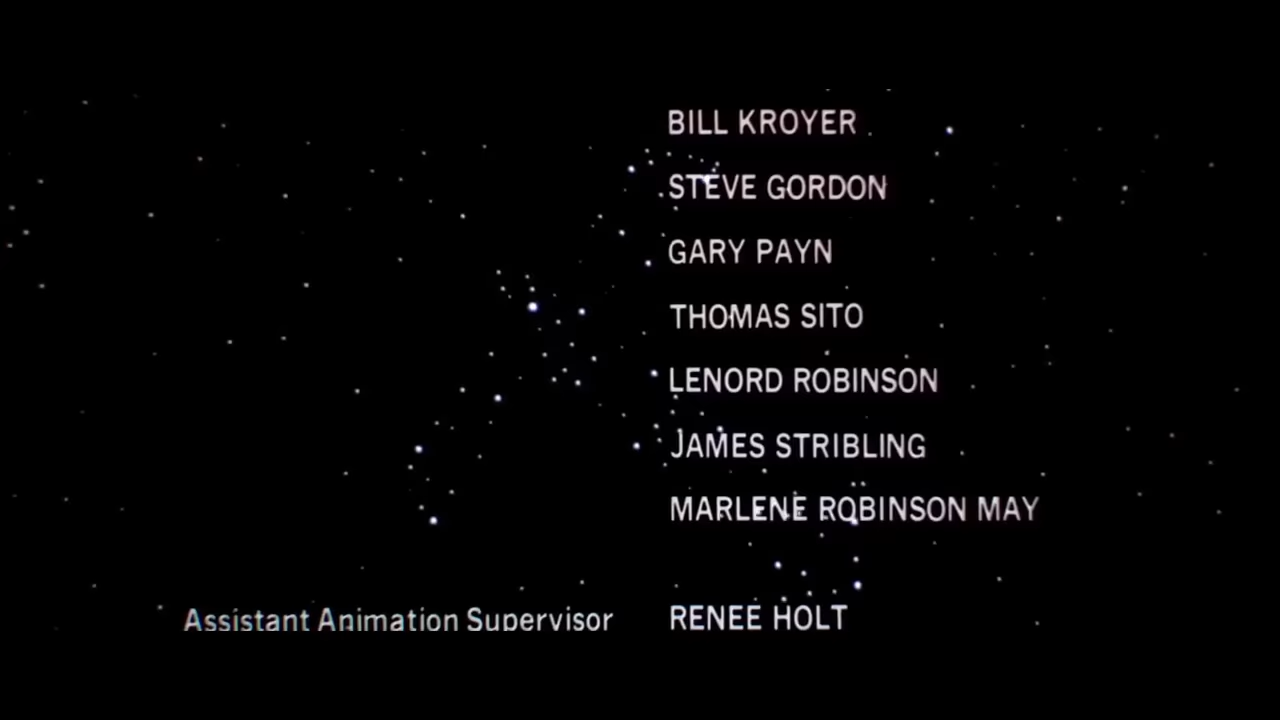 BILL KROYER
STEVE GORDON
GARY PAYN
THOMAS SITO
LENORD ROBINSON
JAMES STRIBLING
MARLENE ROBINSON MAY
Assistant Animation Supervisor RENEE HOLT